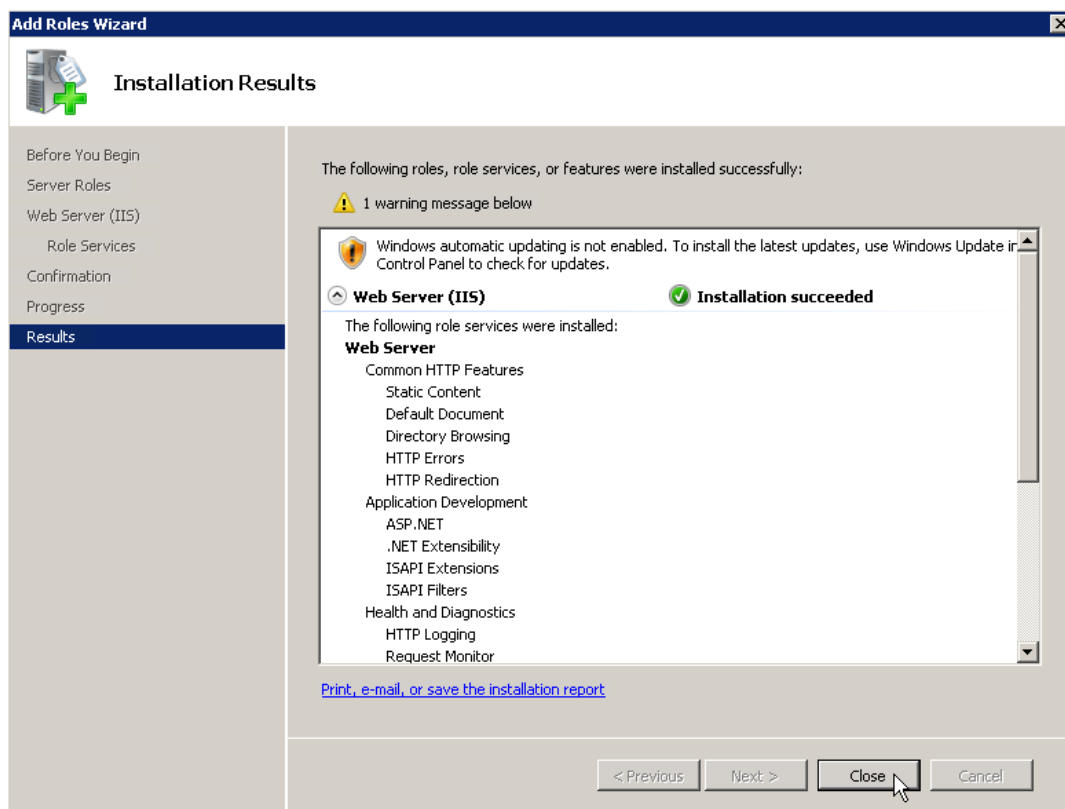 Add Roles Wizard
Installation Results
Before You Begin
Server Roles
Web Server (IIS)
Role Services
Confirmation
Progress
Results
The following roles, role services, or features were installed successfully:
1 warning message below
Windows automatic updating is not enabled. To install the latest updates, use Windows Update in
Control Panel to check for updates.
Web Server (IIS) Installation succeeded
The following role services were installed:
Web Server
Common HTTP Features
Static Content
Default Document
Directory Browsing
HTTP Errors
HTTP Redirection
Application Development
ASP.NET
.NET Extensibility
ISAPI Extensions
ISAPI Filters
Health and Diagnostics
HTTP Logging
Request Monitor
Print, e-mail, or save the installation report
< Previous Next > Close Cancel